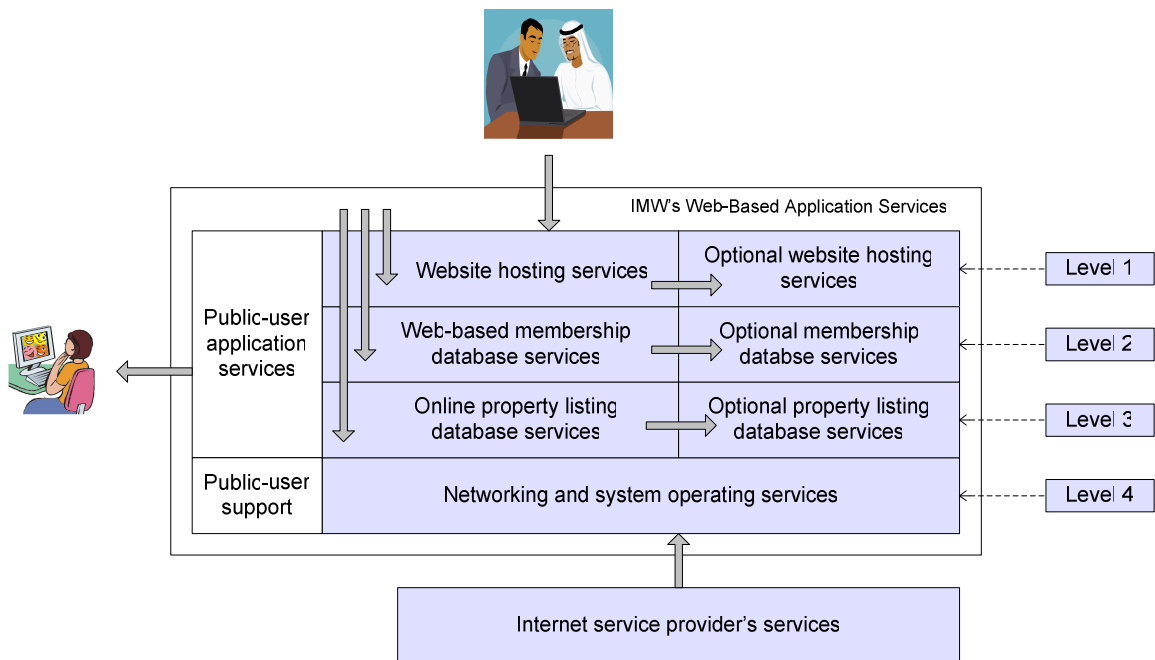 IMW's Web-Based Application Services
Public-user
application
services
Website hosting services
Optional website hosting
services
Level 1
Web-based membership
database services
Optional membership
databse services
Level 2
Online property listing
database services
Optional property listing
database services
Level 3
Public-user
support
Networking and system operating services
Level 4
Internet service provider's services